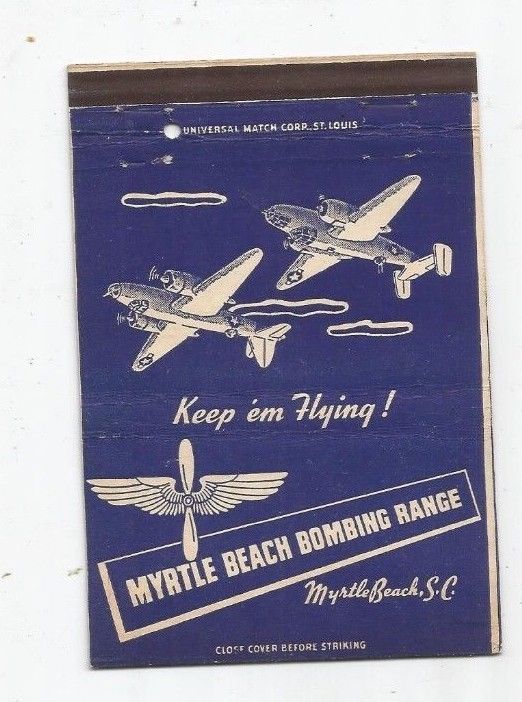 UNIVERSAL MATCH CORP., ST. LOUIS
Keep 'em Flying!
MYRTLE BEACH BOMBING RANGE
Myrtle Beach, S.C.
CLOSE COVER BEFORE STRIKING